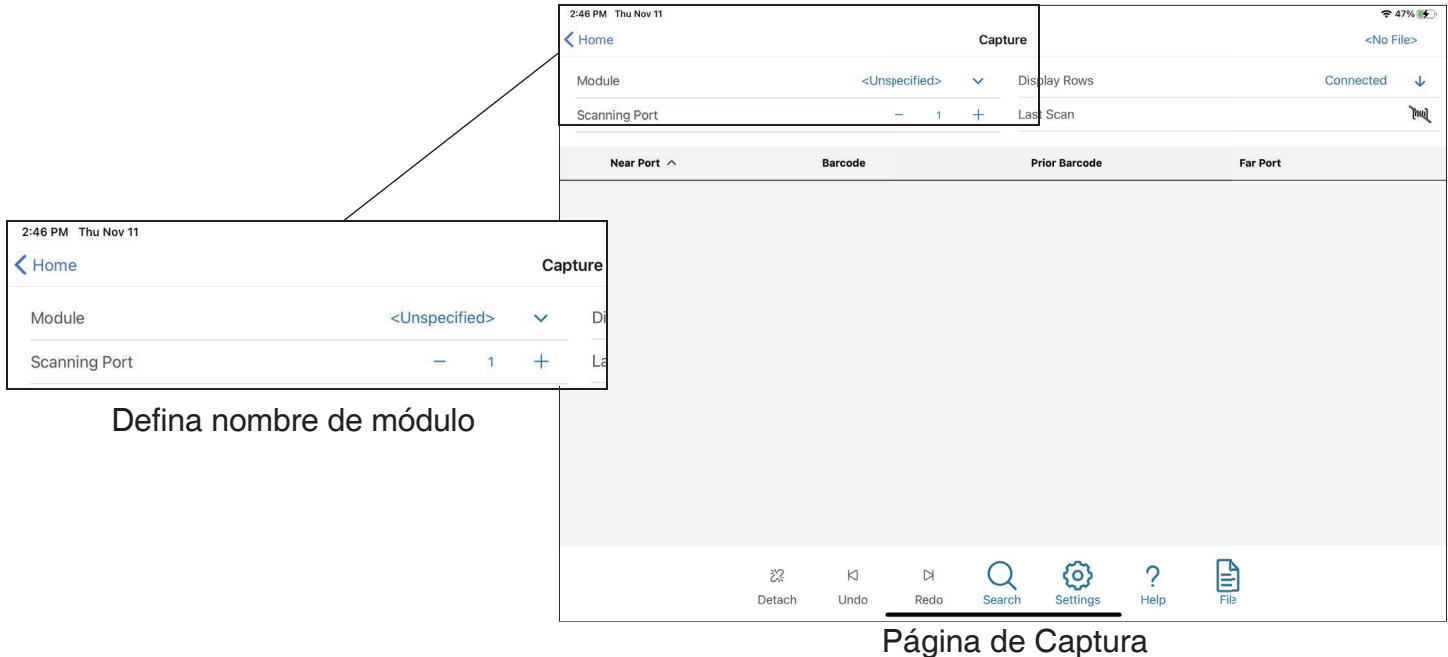 2:46 PM Thu Nov 11 47%
Home Capture <No File>
Module <Unspecified> Display Rows Connected
Scanning Port − 1 + Last Scan
Near Port Barcode Prior Barcode Far Port
2:46 PM Thu Nov 11
Home Capture
Module <Unspecified> Di
Scanning Port − 1 + La
Defina nombre de módulo
Detach Undo Redo Search Settings Help File
Página de Captura